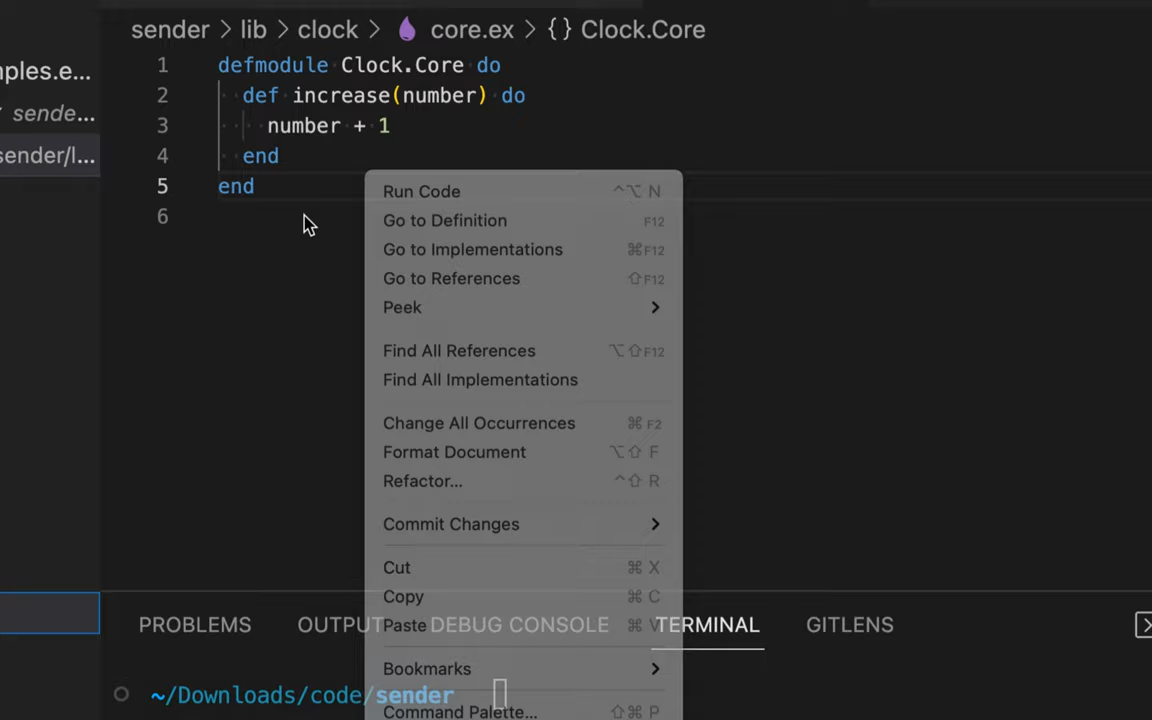 sender > lib > clock > core.ex > {} Clock.Core
mples.e...
sende...
sender/l...
1 defmodule Clock.Core do
2 def increase(number) do
3 number + 1
4 end
5 end
6
Run Code ^⌥ N
Go to Definition F12
Go to Implementations ⌘F12
Go to References ⇧F12
Peek >
Find All References ⌥⇧F12
Find All Implementations
Change All Occurrences ⌘ F2
Format Document ⌥⇧ F
Refactor... ^⇧ R
Commit Changes >
Cut ⌘ X
Copy ⌘ C
Paste ⌘ V
Bookmarks >
Command Palette... ⇧⌘ P
PROBLEMS OUTPUT DEBUG CONSOLE TERMINAL GITLENS
~/Downloads/code/sender